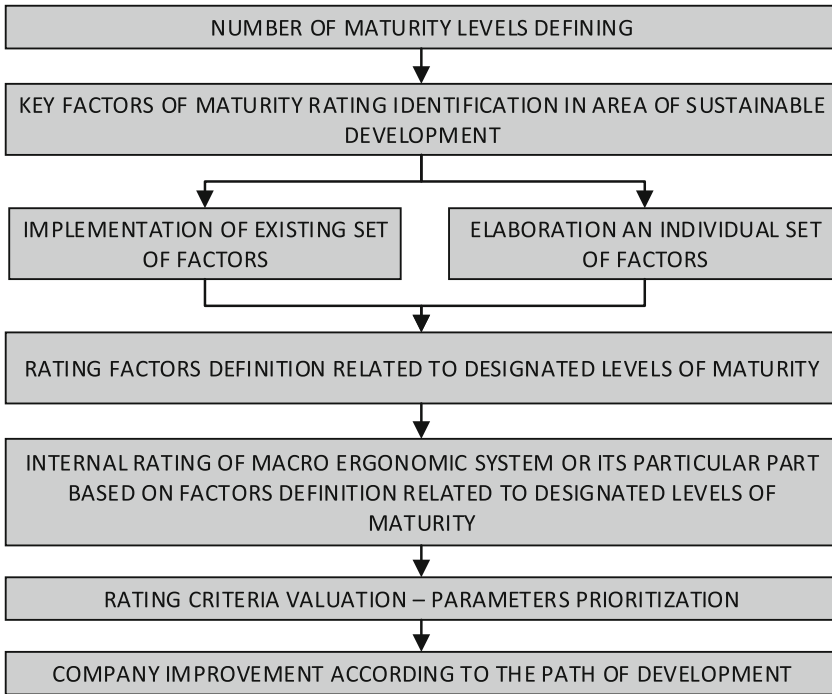 NUMBER OF MATURITY LEVELS DEFINING
KEY FACTORS OF MATURITY RATING IDENTIFICATION IN AREA OF SUSTAINABLE
DEVELOPMENT
IMPLEMENTATION OF EXISTING SET
OF FACTORS
ELABORATION AN INDIVIDUAL SET
OF FACTORS
RATING FACTORS DEFINITION RELATED TO DESIGNATED LEVELS OF MATURITY
INTERNAL RATING OF MACRO ERGONOMIC SYSTEM OR ITS PARTICULAR PART
BASED ON FACTORS DEFINITION RELATED TO DESIGNATED LEVELS OF
MATURITY
RATING CRITERIA VALUATION – PARAMETERS PRIORITIZATION
COMPANY IMPROVEMENT ACCORDING TO THE PATH OF DEVELOPMENT